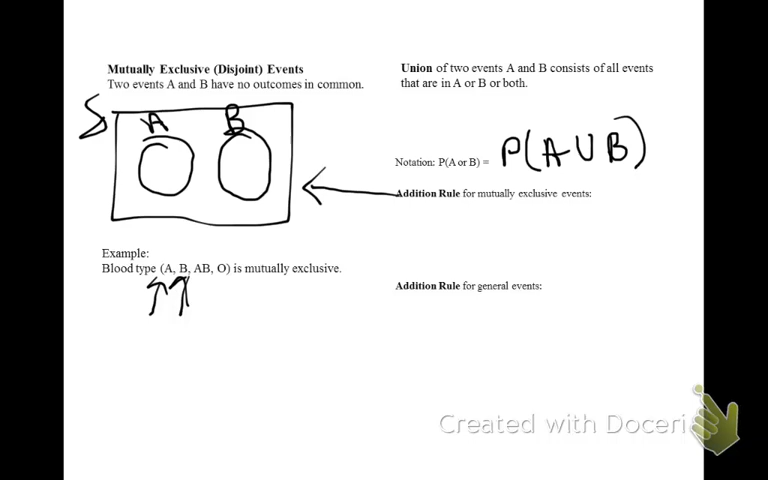 Mutually Exclusive (Disjoint) Events
Two events A and B have no outcomes in common.
S
A B
Example:
Blood type (A, B, AB, O) is mutually exclusive.
Union of two events A and B consists of all events
that are in A or B or both.
Notation: P(A or B) = P(A U B)
Addition Rule for mutually exclusive events:
Addition Rule for general events:
Created with Doceri